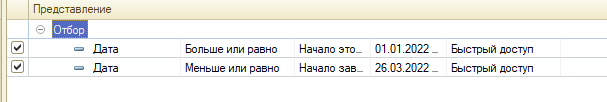 Представление
Отбор
Дата Больше или равно Начало это... 01.01.2022 ... Быстрый доступ
Дата Меньше или равно Начало зав... 26.03.2022 ... Быстрый доступ